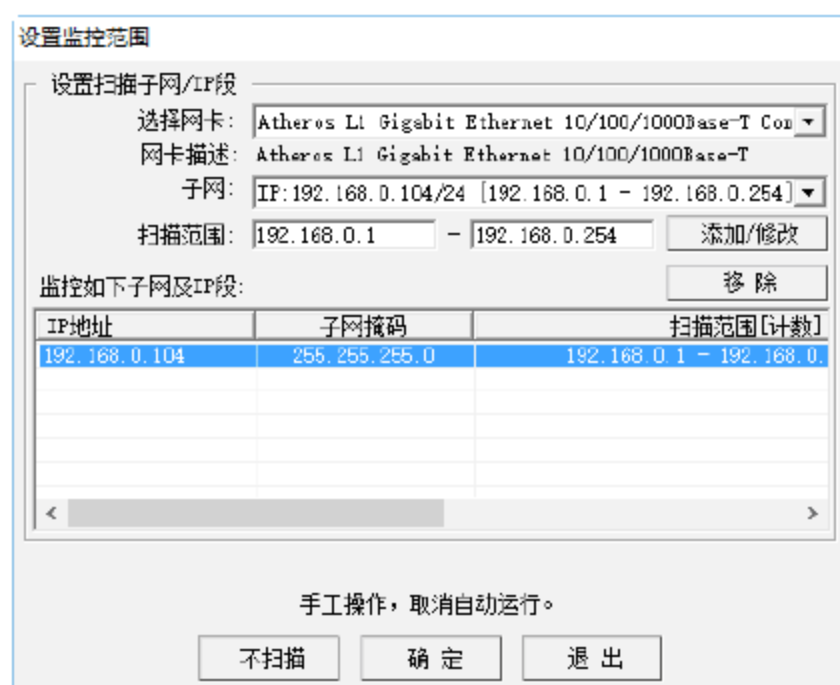 设置监控范围
设置扫描子网/IP段
选择网卡: Atheros L1 Gigabit Ethernet 10/100/1000Base-T Con
网卡描述: Atheros L1 Gigabit Ethernet 10/100/1000Base-T
子网: IP:192.168.0.104/24 [192.168.0.1 - 192.168.0.254]
扫描范围: 192.168.0.1 - 192.168.0.254 添加/修改
监控如下子网及IP段: 移 除
IP地址 子网掩码 扫描范围[计数]
192.168.0.104 255.255.255.0 192.168.0.1 - 192.168.0.
手工操作，取消自动运行。
不扫描 确 定 退 出